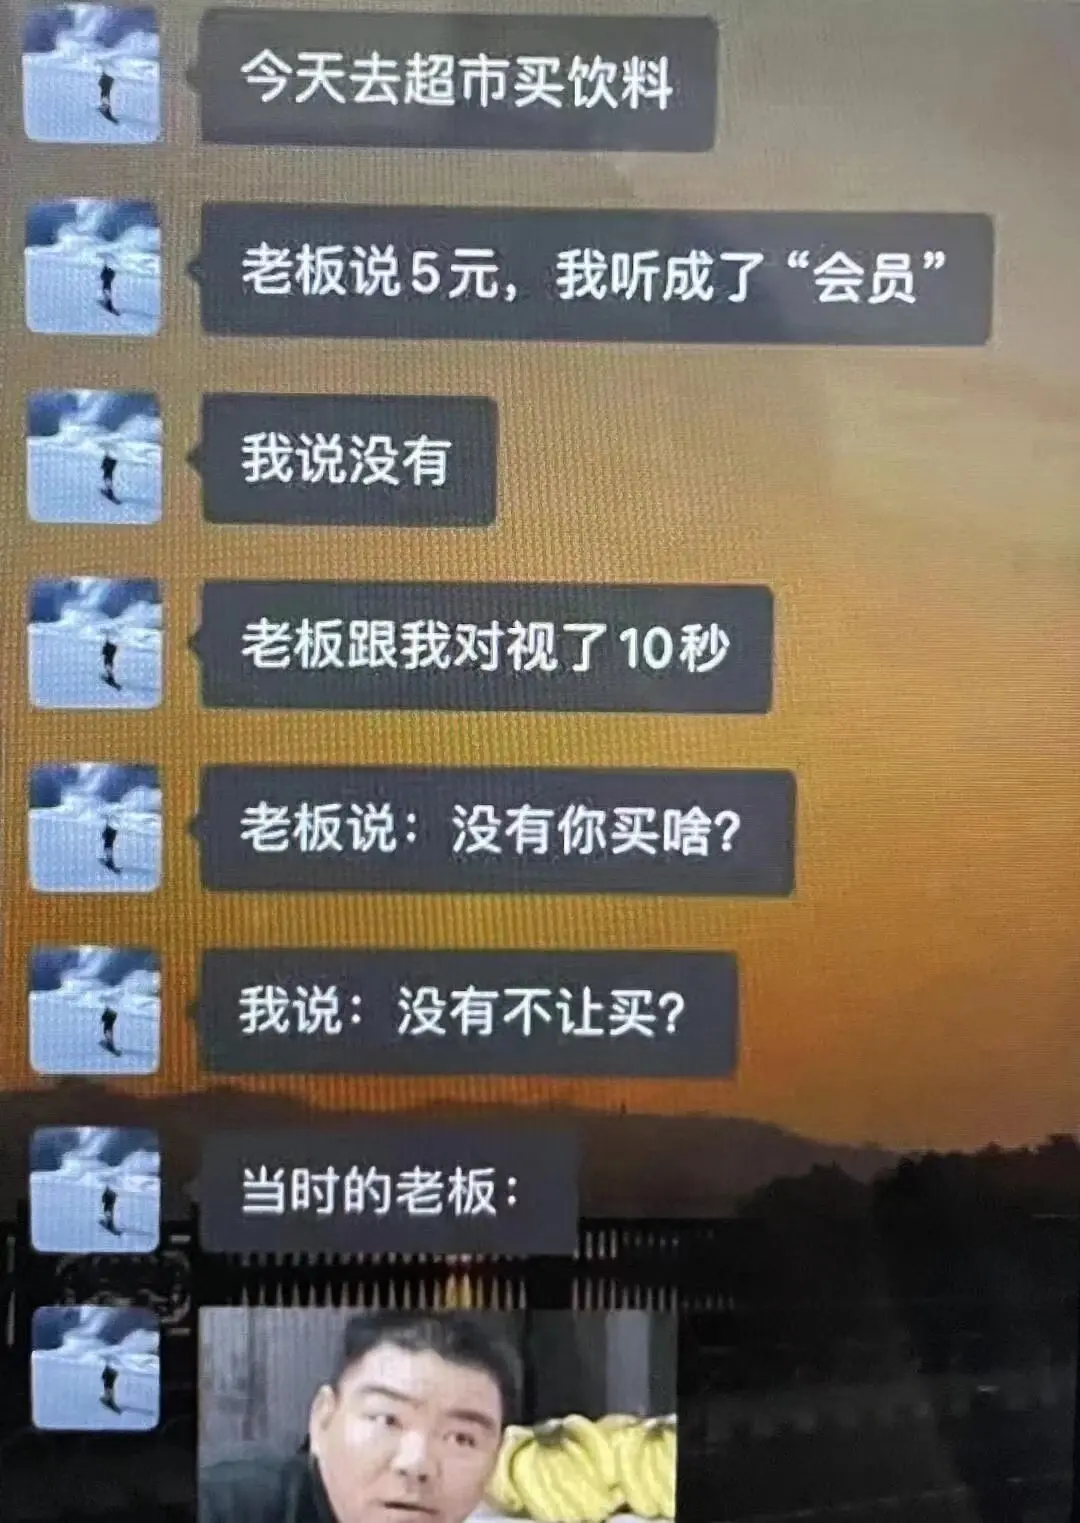 今天去超市买饮料
老板说5元，我听成了“会员”
我说没有
老板跟我对视了10秒
老板说：没有你买啥？
我说：没有不让买？
当时的老板：